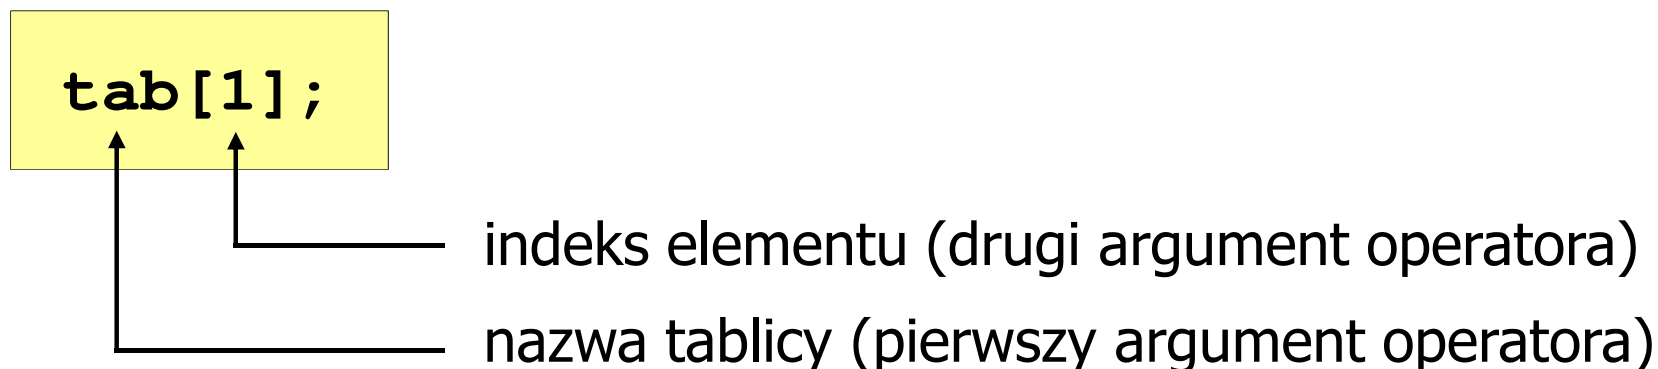 tab[1];
indeks elementu (drugi argument operatora)
nazwa tablicy (pierwszy argument operatora)